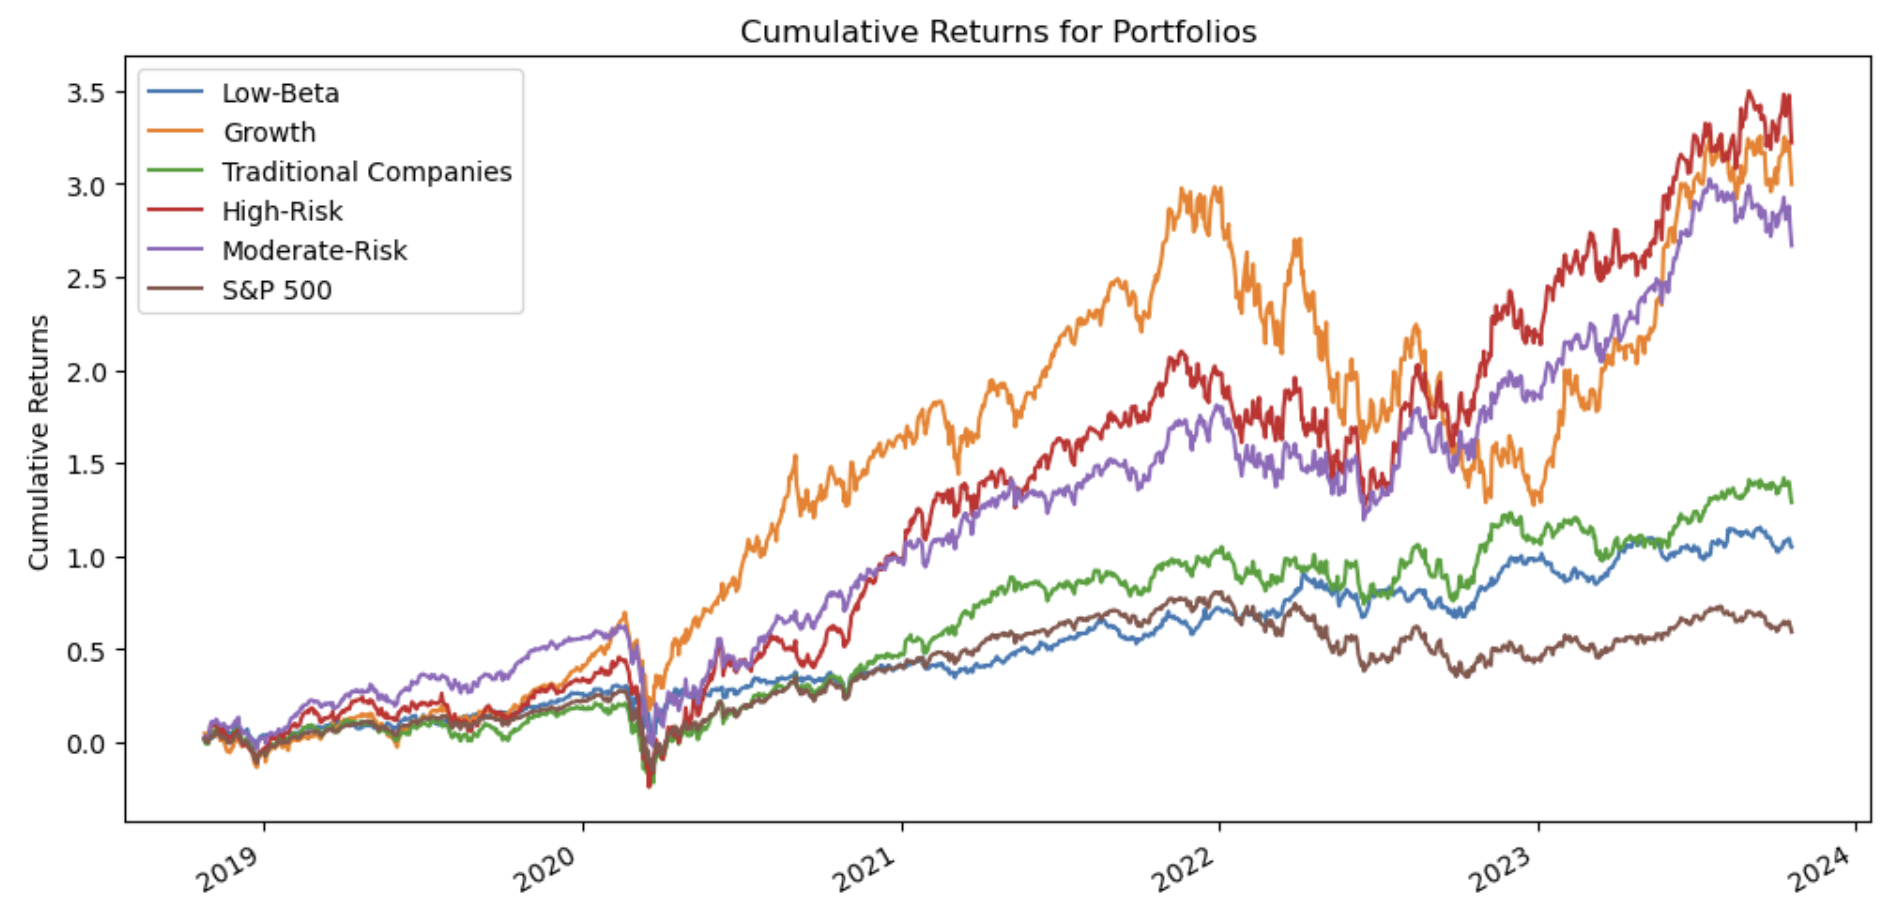 Cumulative Returns for Portfolios
Cumulative Returns
3.5
3.0
2.5
2.0
1.5
1.0
0.5
0.0
Low-Beta
Growth
Traditional Companies
High-Risk
Moderate-Risk
S&P 500
2019
2020
2021
2022
2023
2024